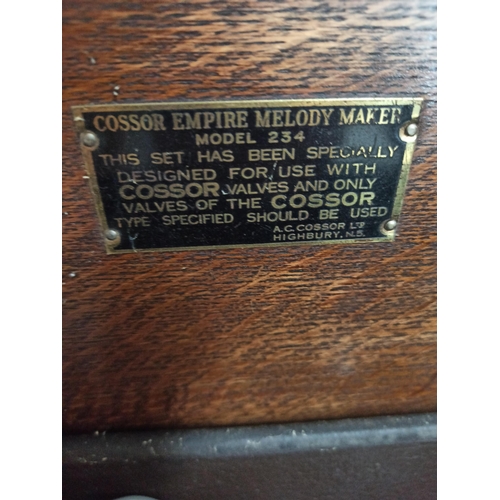 COSSOR EMPIRE MELODY MAKER
MODEL 234
THIS SET HAS BEEN SPECIALLY
DESIGNED FOR USE WITH
COSSOR VALVES AND ONLY
VALVES OF THE COSSOR
TYPE SPECIFIED SHOULD BE USED
A.C. COSSOR LTD
HIGHBURY. N.5.